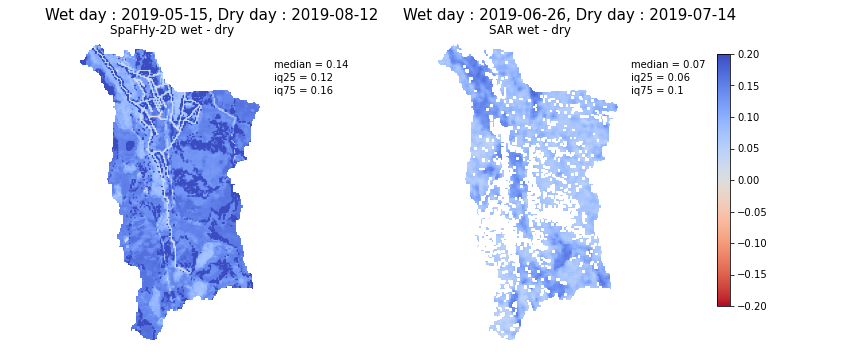 Wet day : 2019-05-15, Dry day : 2019-08-12
SpaFHy-2D wet - dry
median = 0.14
iq25 = 0.12
iq75 = 0.16
Wet day : 2019-06-26, Dry day : 2019-07-14
SAR wet - dry
median = 0.07
iq25 = 0.06
iq75 = 0.1
0.20
0.15
0.10
0.05
0.00
−0.05
−0.10
−0.15
−0.20